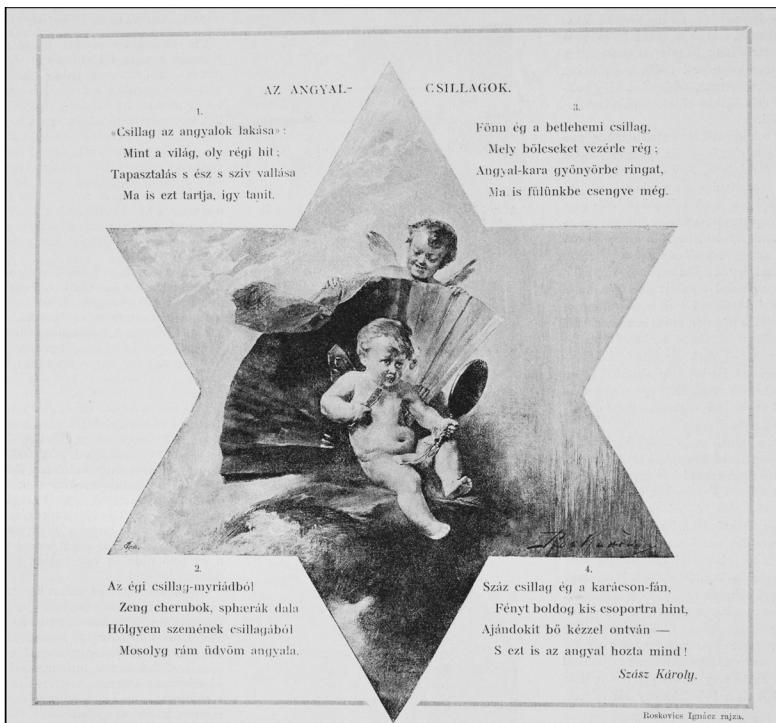 AZ ANGYAL- CSILLAGOK.
1.
«Csillag az angyalok lakása»:
Mint a világ, oly régi hit;
Tapasztalás s ész s sziv vallása
Ma is ezt tartja, igy tanit.
2.
Az égi csillag-myriádból
Zeng cherubok, sphærák dala
Hölgyem szemének csillagából
Mosolyg rám üdvöm angyala.
3.
Fönn ég a betlehemi csillag,
Mely bölcseket vezérle rég;
Angyal-kara gyönyörbe ringat,
Ma is fülünkbe csengve még.
4.
Száz csillag ég a karácson-fán,
Fényt boldog kis csoportra hint,
Ajándokit bő kézzel ontván —
S ezt is az angyal hozta mind!
Szász Károly.
Roskovics Ignácz rajza.